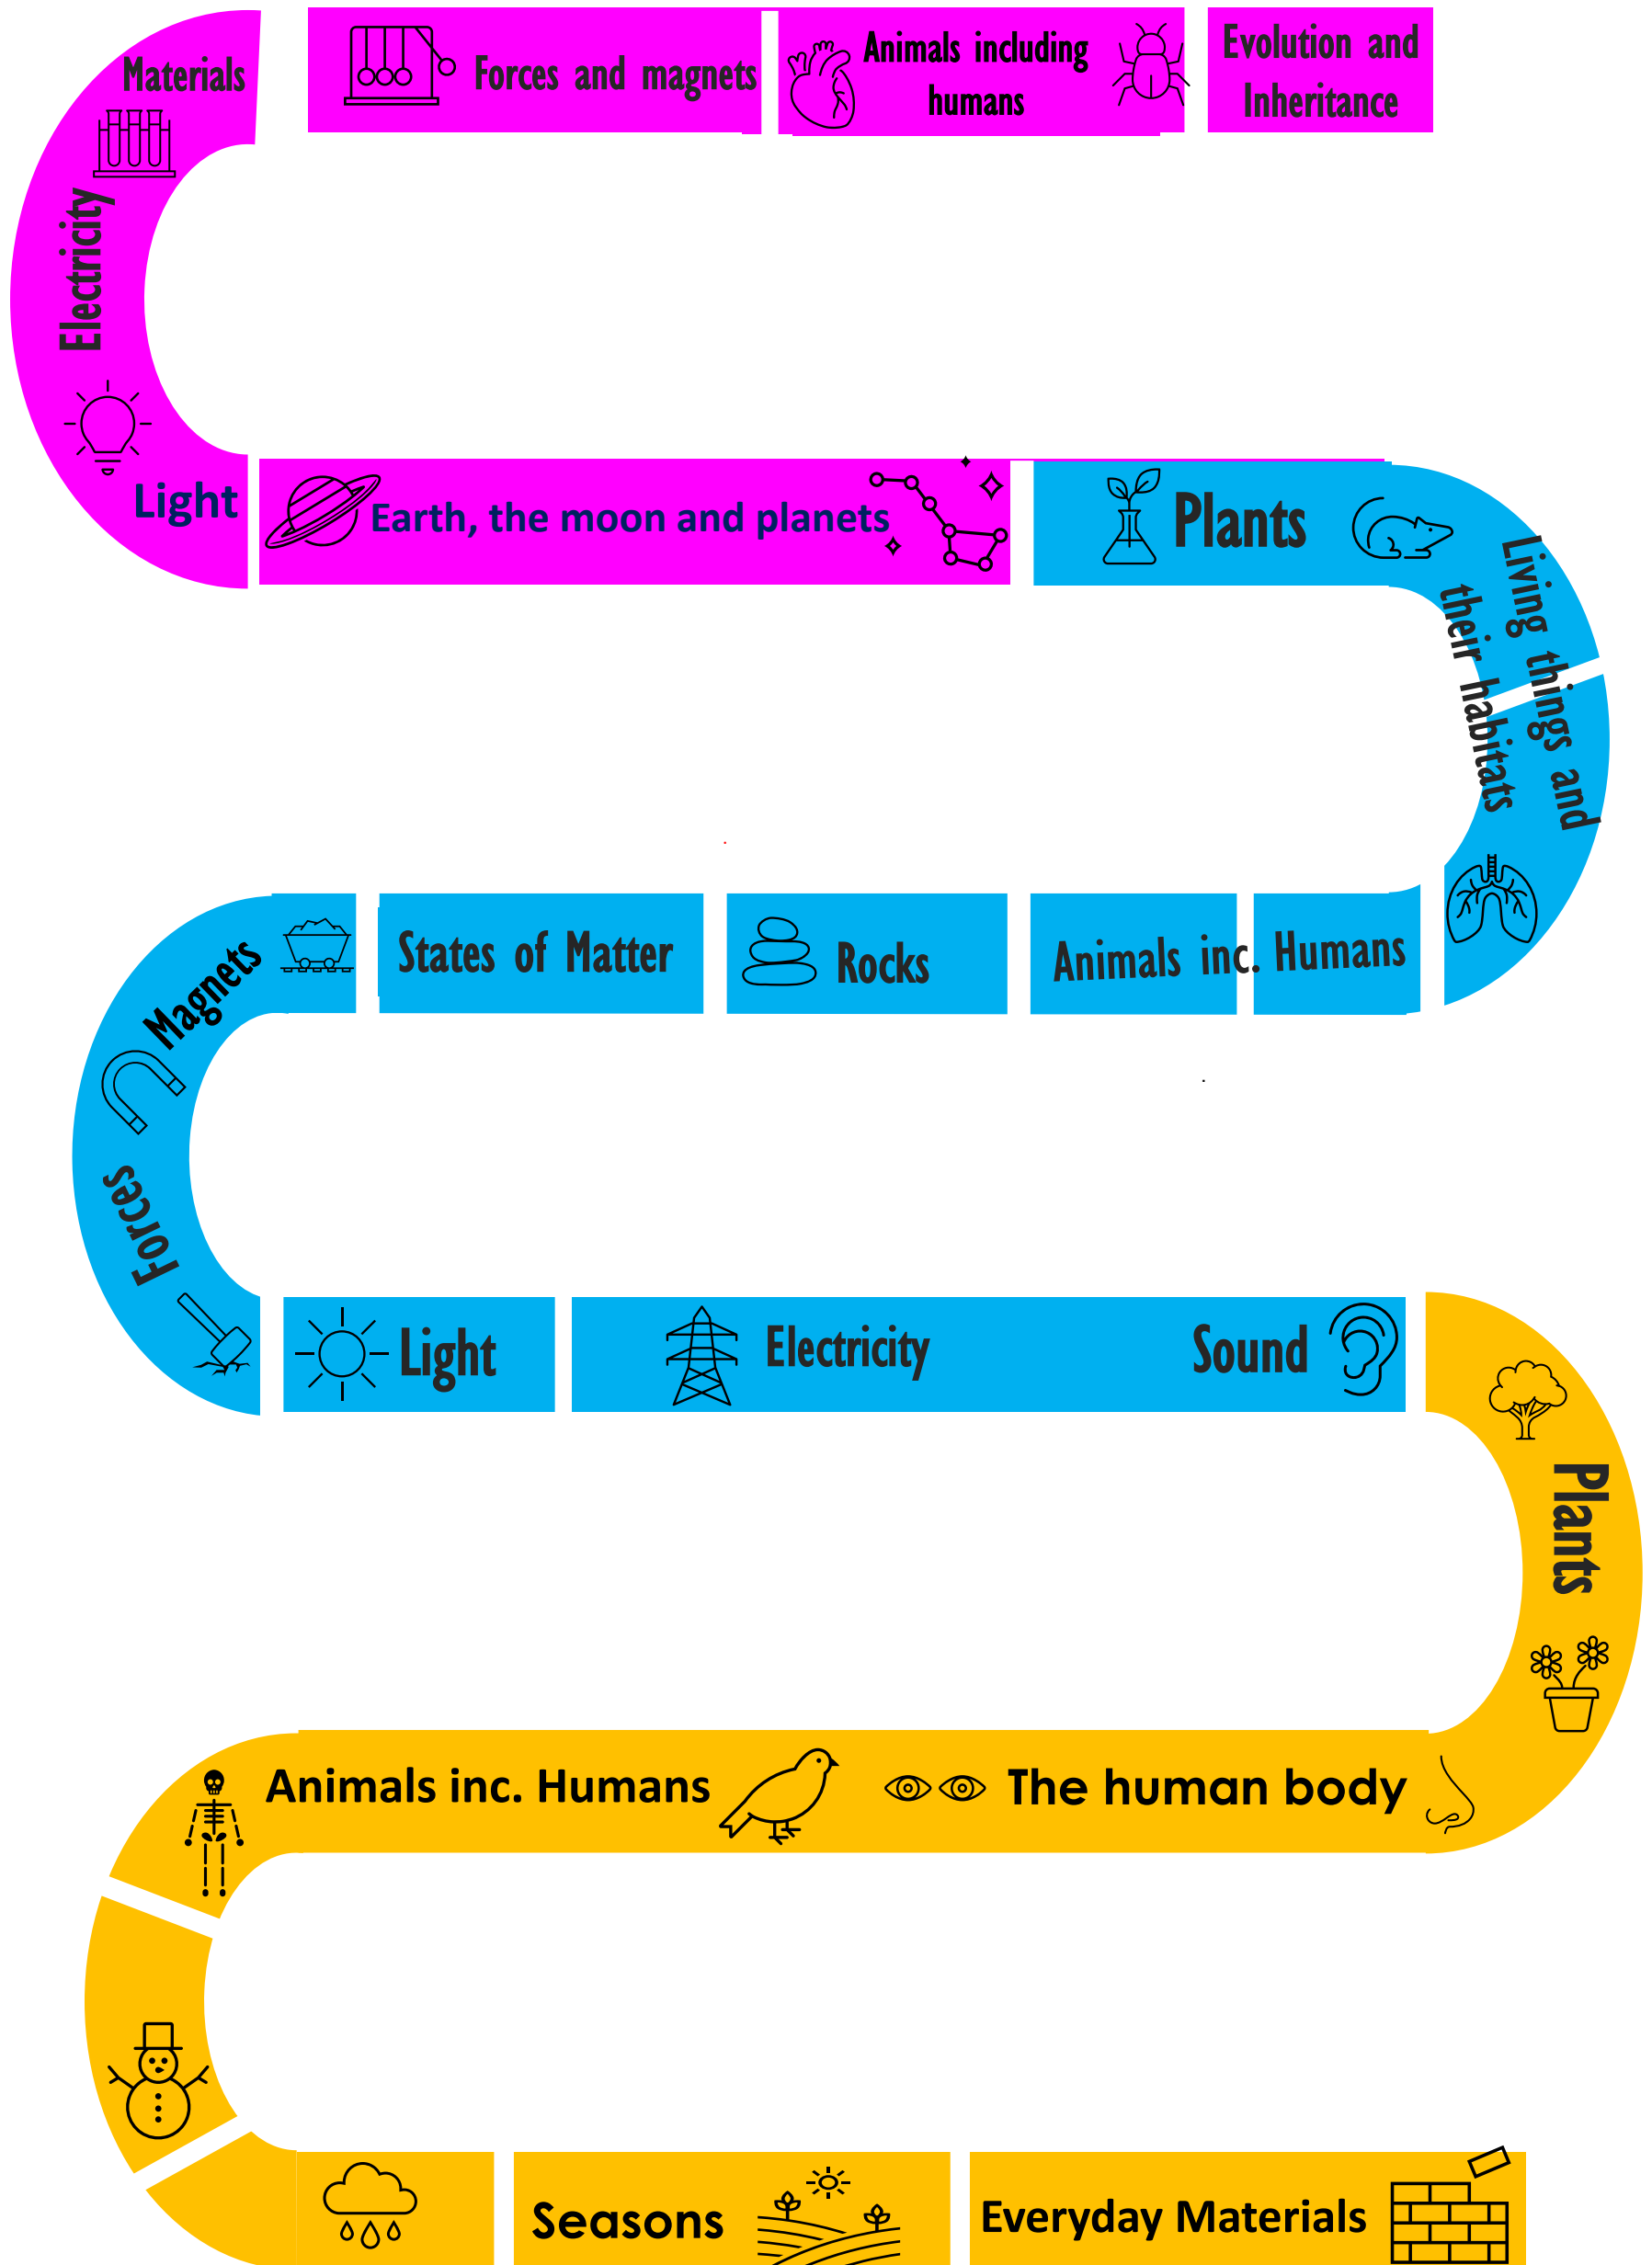 Materials
Forces and magnets
Animals including
humans
Evolution and
Inheritance
Electricity
Light
Earth, the moon and planets
Plants
Living things and
their habitats
Magnets
States of Matter
Rocks
Animals inc. Humans
Forces
Light
Electricity
Sound
Plants
Animals inc. Humans
The human body
Seasons
Everyday Materials